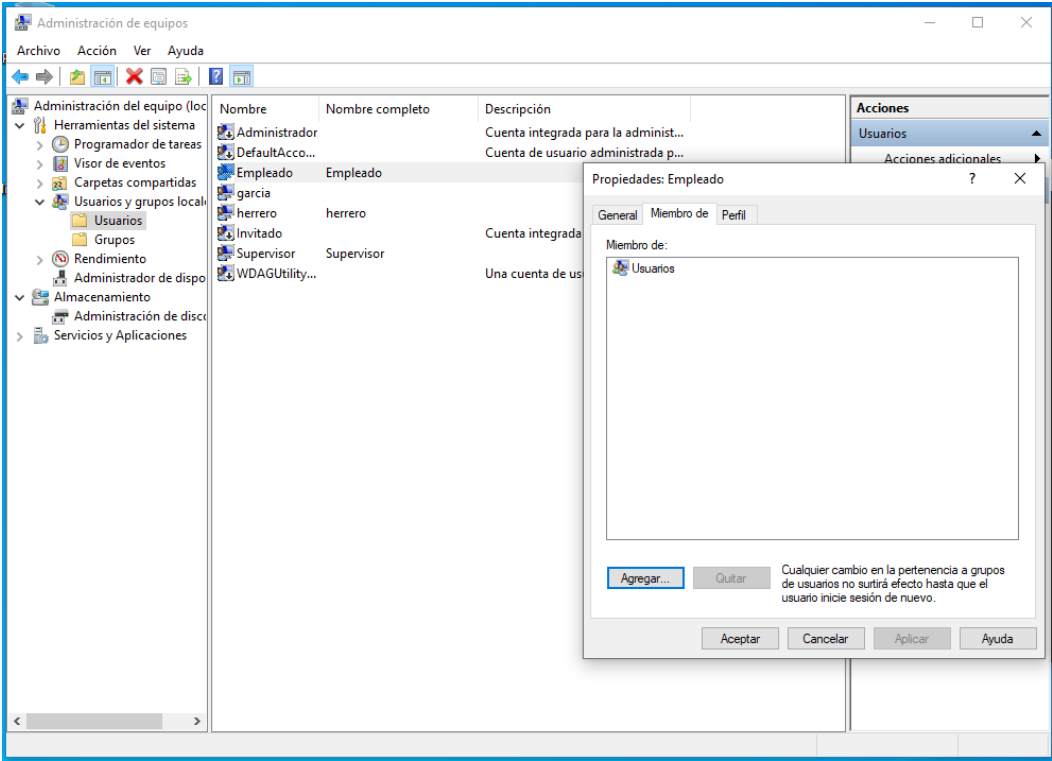 Administración de equipos
Archivo Acción Ver Ayuda
Administración del equipo (loc
Herramientas del sistema
Programador de tareas
Visor de eventos
Carpetas compartidas
Usuarios y grupos local
Usuarios
Grupos
Rendimiento
Administrador de dispo
Almacenamiento
Administración de disc
Servicios y Aplicaciones
Nombre Nombre completo Descripción
Administrador Cuenta integrada para la administ...
DefaultAcco... Cuenta de usuario administrada p...
Empleado Empleado
garcia
herrero herrero
Invitado Cuenta integrada
Supervisor Supervisor
WDAGUtility... Una cuenta de us
Acciones
Usuarios
Acciones adicionales
Propiedades: Empleado
General Miembro de Perfil
Miembro de:
Usuarios
Agregar... Quitar
Cualquier cambio en la pertenencia a grupos
de usuarios no surtirá efecto hasta que el
usuario inicie sesión de nuevo.
Aceptar Cancelar Aplicar Ayuda